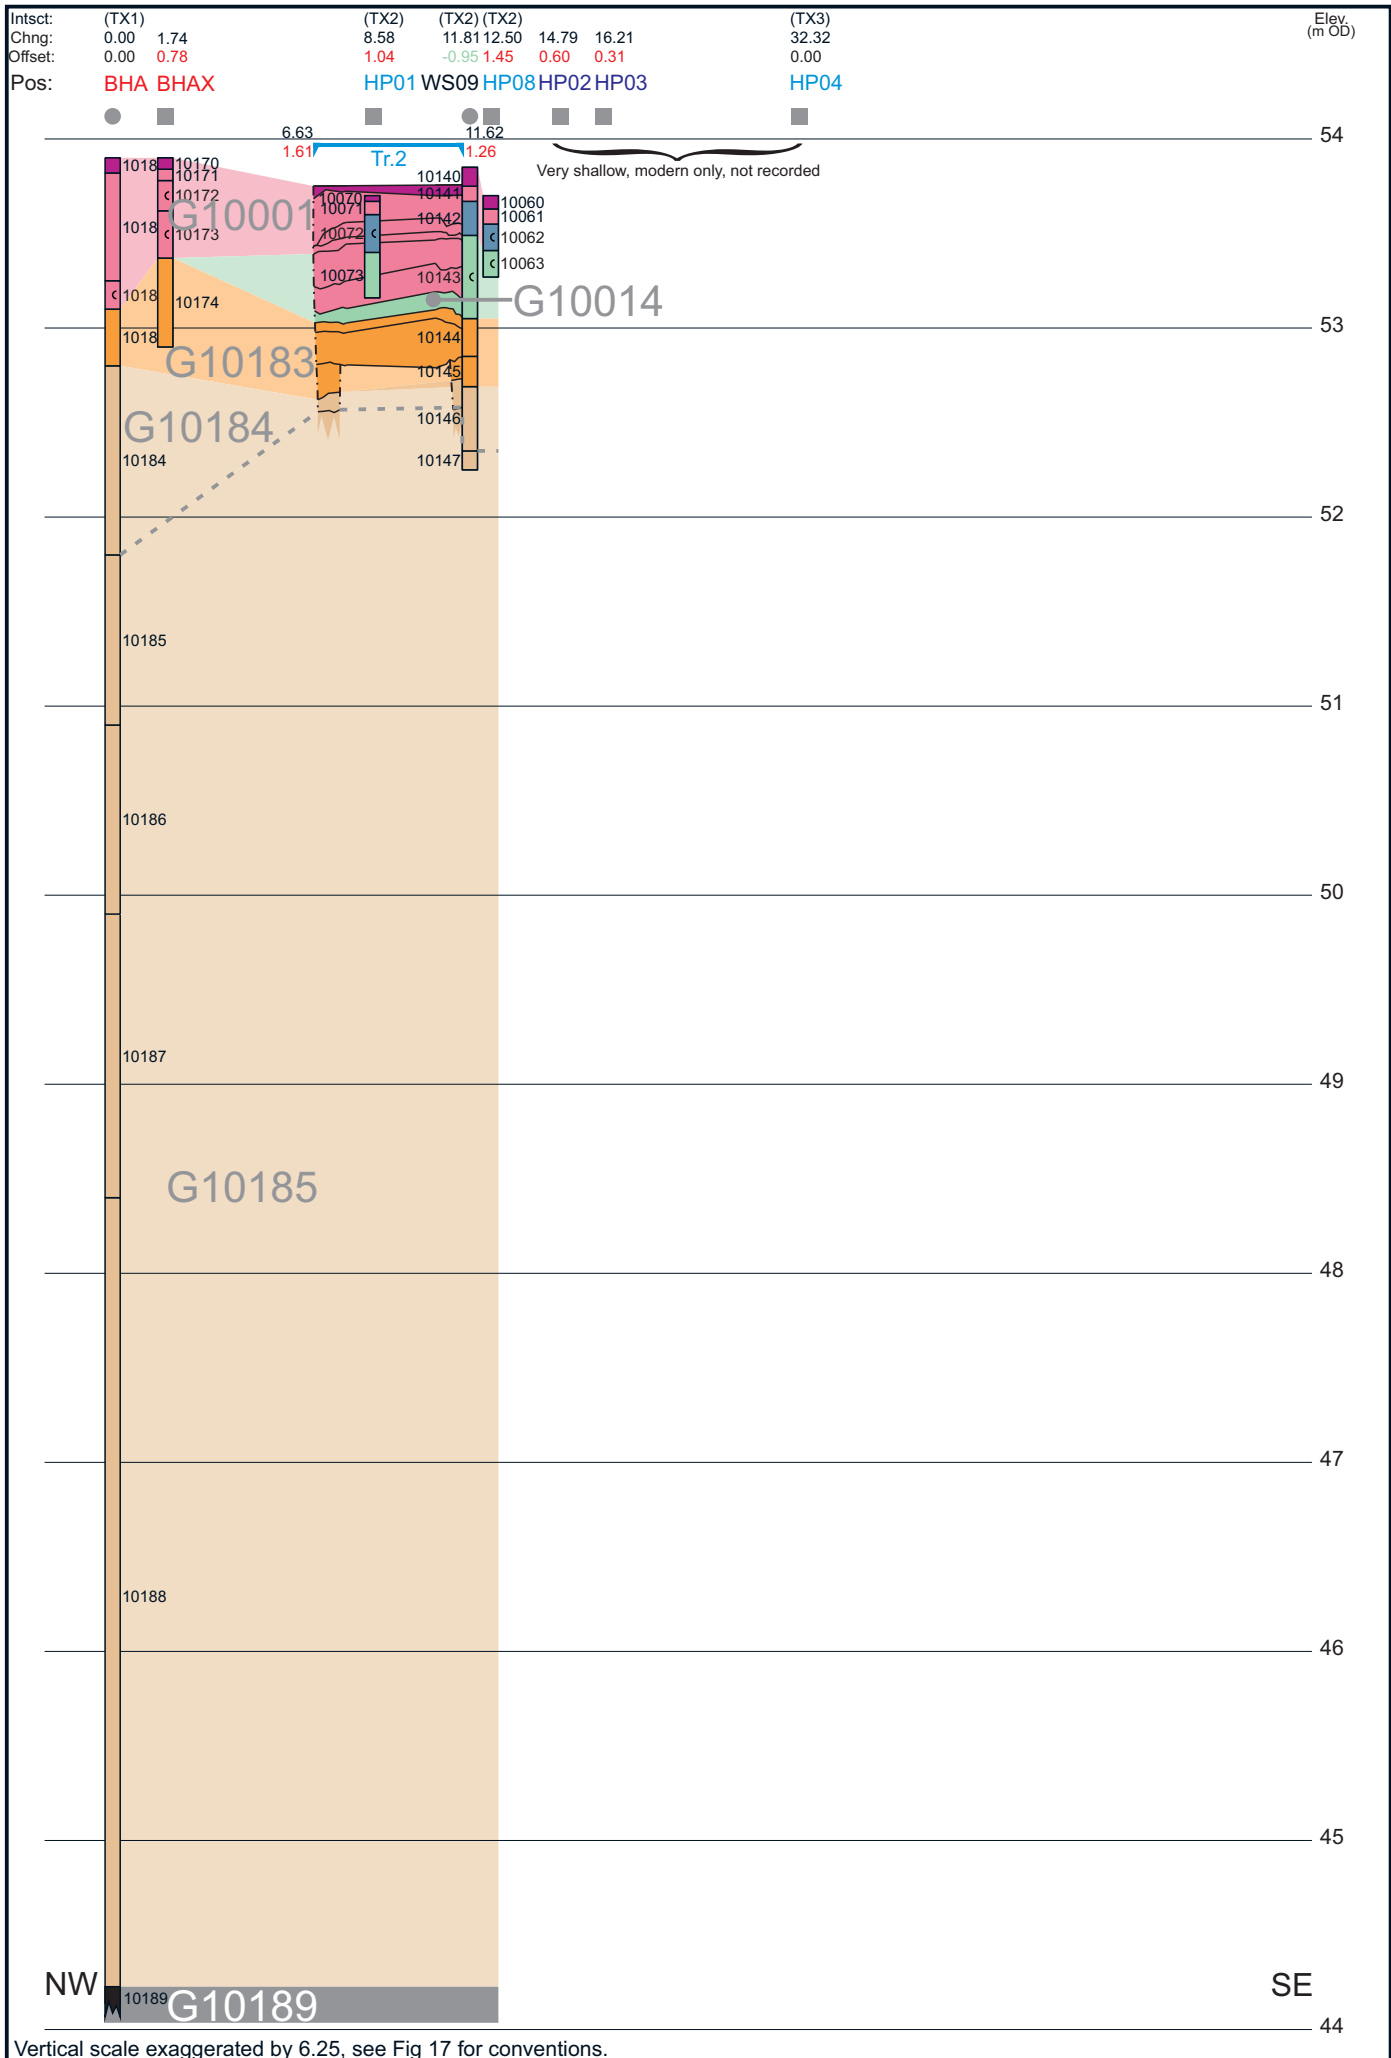 Intsct: (TX1) (TX2) (TX2) (TX2) (TX3) Elev.
Chng: 0.00 1.74 8.58 11.81 12.50 14.79 16.21 32.32 (m OD)
Offset: 0.00 0.78 1.04 -0.95 1.45 0.60 0.31 0.00
Pos: BHA BHAX HP01 WS09 HP08 HP02 HP03 HP04
6.63 11.62 54
1.61 Tr.2 1.26
Very shallow, modern only, not recorded
1018 10170 10140
10171
10172 10070 10141 10060
G10001 10071 10061
1018 10173 10072 10142 10062
10073 10143 10063
1018 10174 G10014
53
1018 G10183 10144
10145
G10184 10146
10184 10147
52
10185
51
10186
50
10187
49
G10185
48
47
10188
46
45
NW SE
10189 G10189
44
Vertical scale exaggerated by 6.25, see Fig 17 for conventions.